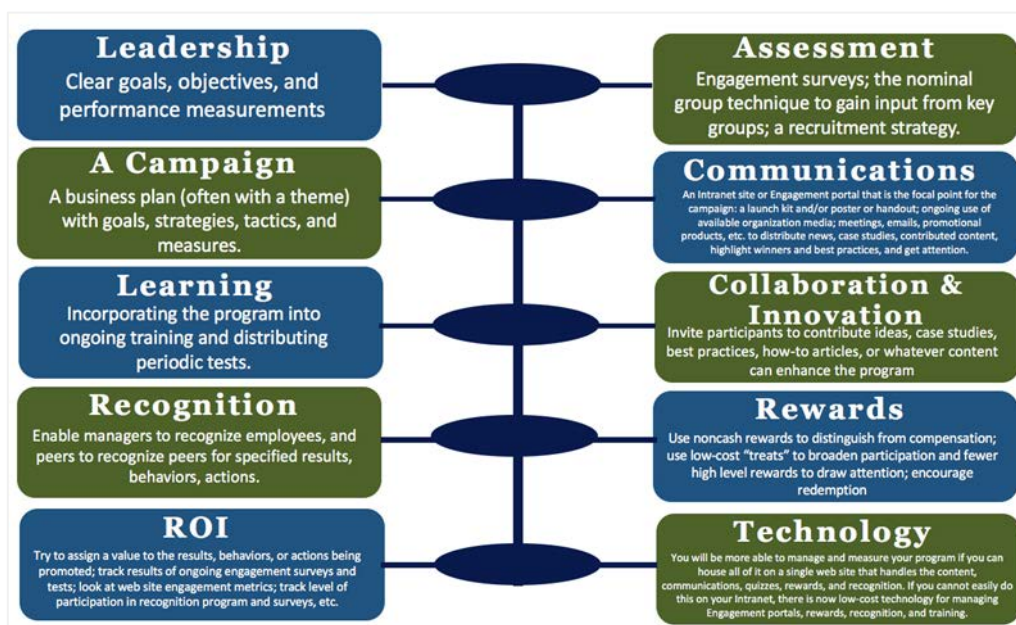 Leadership
Clear goals, objectives, and
performance measurements
Assessment
Engagement surveys; the nominal
group technique to gain input from key
groups; a recruitment strategy.
A Campaign
A business plan (often with a theme)
with goals, strategies, tactics, and
measures.
Communications
An Intranet site or Engagement portal that is the focal point for the
campaign: a launch kit and/or poster or handout; ongoing use of
available organization media; meetings, emails, promotional
products, etc. to distribute news, case studies, contributed content,
highlight winners and best practices, and get attention.
Learning
Incorporating the program into
ongoing training and distributing
periodic tests.
Collaboration &
Innovation
Invite participants to contribute ideas, case studies,
best practices, how-to articles, or whatever content
can enhance the program
Recognition
Enable managers to recognize employees, and
peers to recognize peers for specified results,
behaviors, actions.
Rewards
Use noncash rewards to distinguish from compensation;
use low-cost “treats” to broaden participation and fewer
high level rewards to draw attention; encourage
redemption
ROI
Try to assign a value to the results, behaviors, or actions being
promoted; track results of ongoing engagement surveys and
tests; look at web site engagement metrics; track level of
participation in recognition program and surveys, etc.
Technology
You will be more able to manage and measure your program if you can
house all of it on a single web site that handles the content,
communications, quizzes, rewards, and recognition. If you cannot easily do
this on your Intranet, there is now low-cost technology for managing
Engagement portals, rewards, recognition, and training.